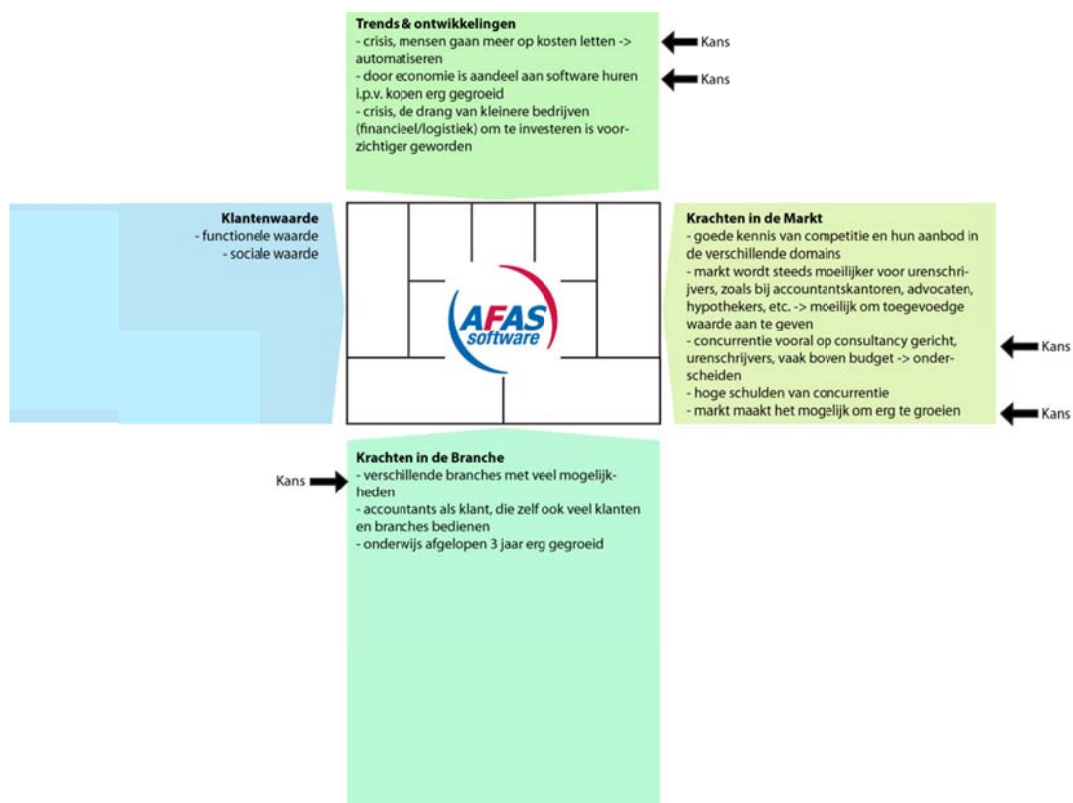 Trends & ontwikkelingen
- crisis, mensen gaan meer op kosten letten ->
automatiseren
- door economie is aandeel aan software huren
i.p.v. kopen erg gegroeid
- crisis, de drang van kleinere bedrijven
(financieel/logistiek) om te investeren is voor-
zichtiger geworden
Kans
Kans
Klantenwaarde
- functionele waarde
- sociale waarde
AFAS
software
Krachten in de Markt
- goede kennis van competitie en hun aanbod in
de verschillende domains
- markt wordt steeds moeilijker voor urenschri-
jvers, zoals bij accountantskantoren, advocaten,
hypothekers, etc. -> moeilijk om toegevoedge
waarde aan te geven
- concurrentie vooral op consultancy gericht,
urenschrijvers, vaak boven budget -> onder-
scheiden
- hoge schulden van concurrentie
- markt maakt het mogelijk om erg te groeien
Kans
Kans
Krachten in de Branche
- verschillende branches met veel mogelijk-
heden
- accountants als klant, die zelf ook veel klanten
en branches bedienen
- onderwijs afgelopen 3 jaar erg gegroeid
Kans